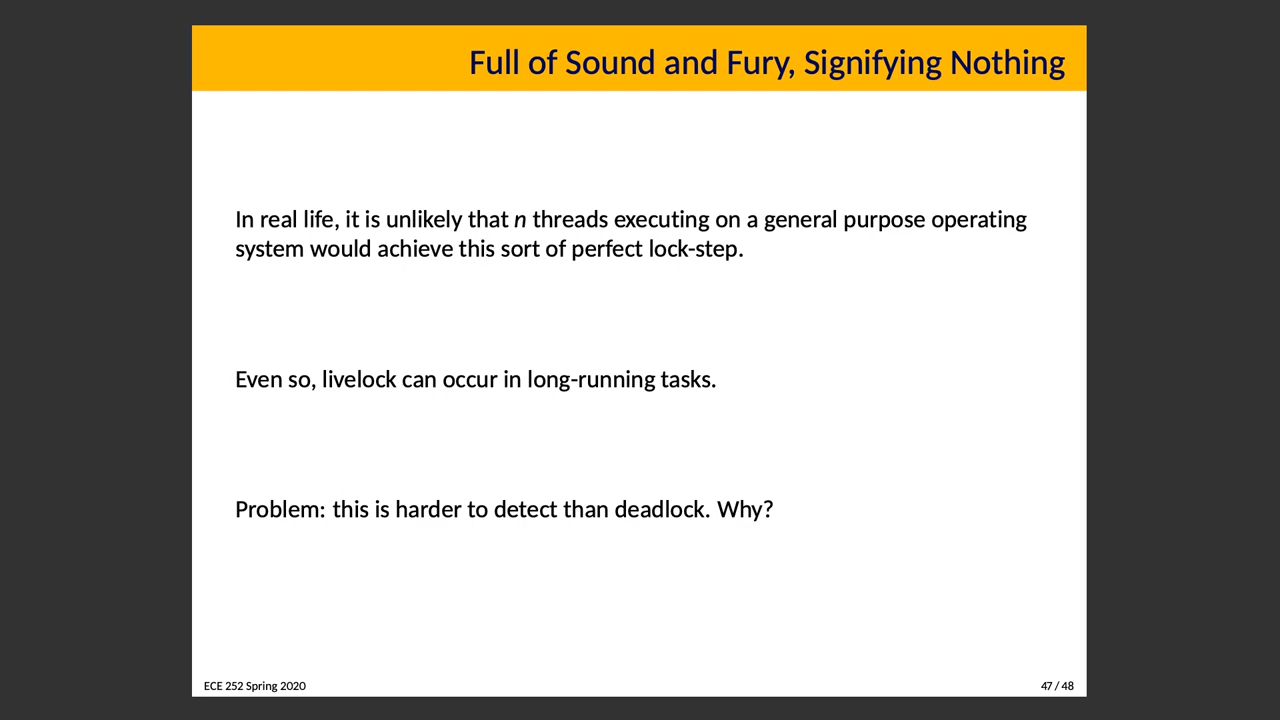 Full of Sound and Fury, Signifying Nothing
In real life, it is unlikely that n threads executing on a general purpose operating
system would achieve this sort of perfect lock-step.
Even so, livelock can occur in long-running tasks.
Problem: this is harder to detect than deadlock. Why?
ECE 252 Spring 2020
47 / 48